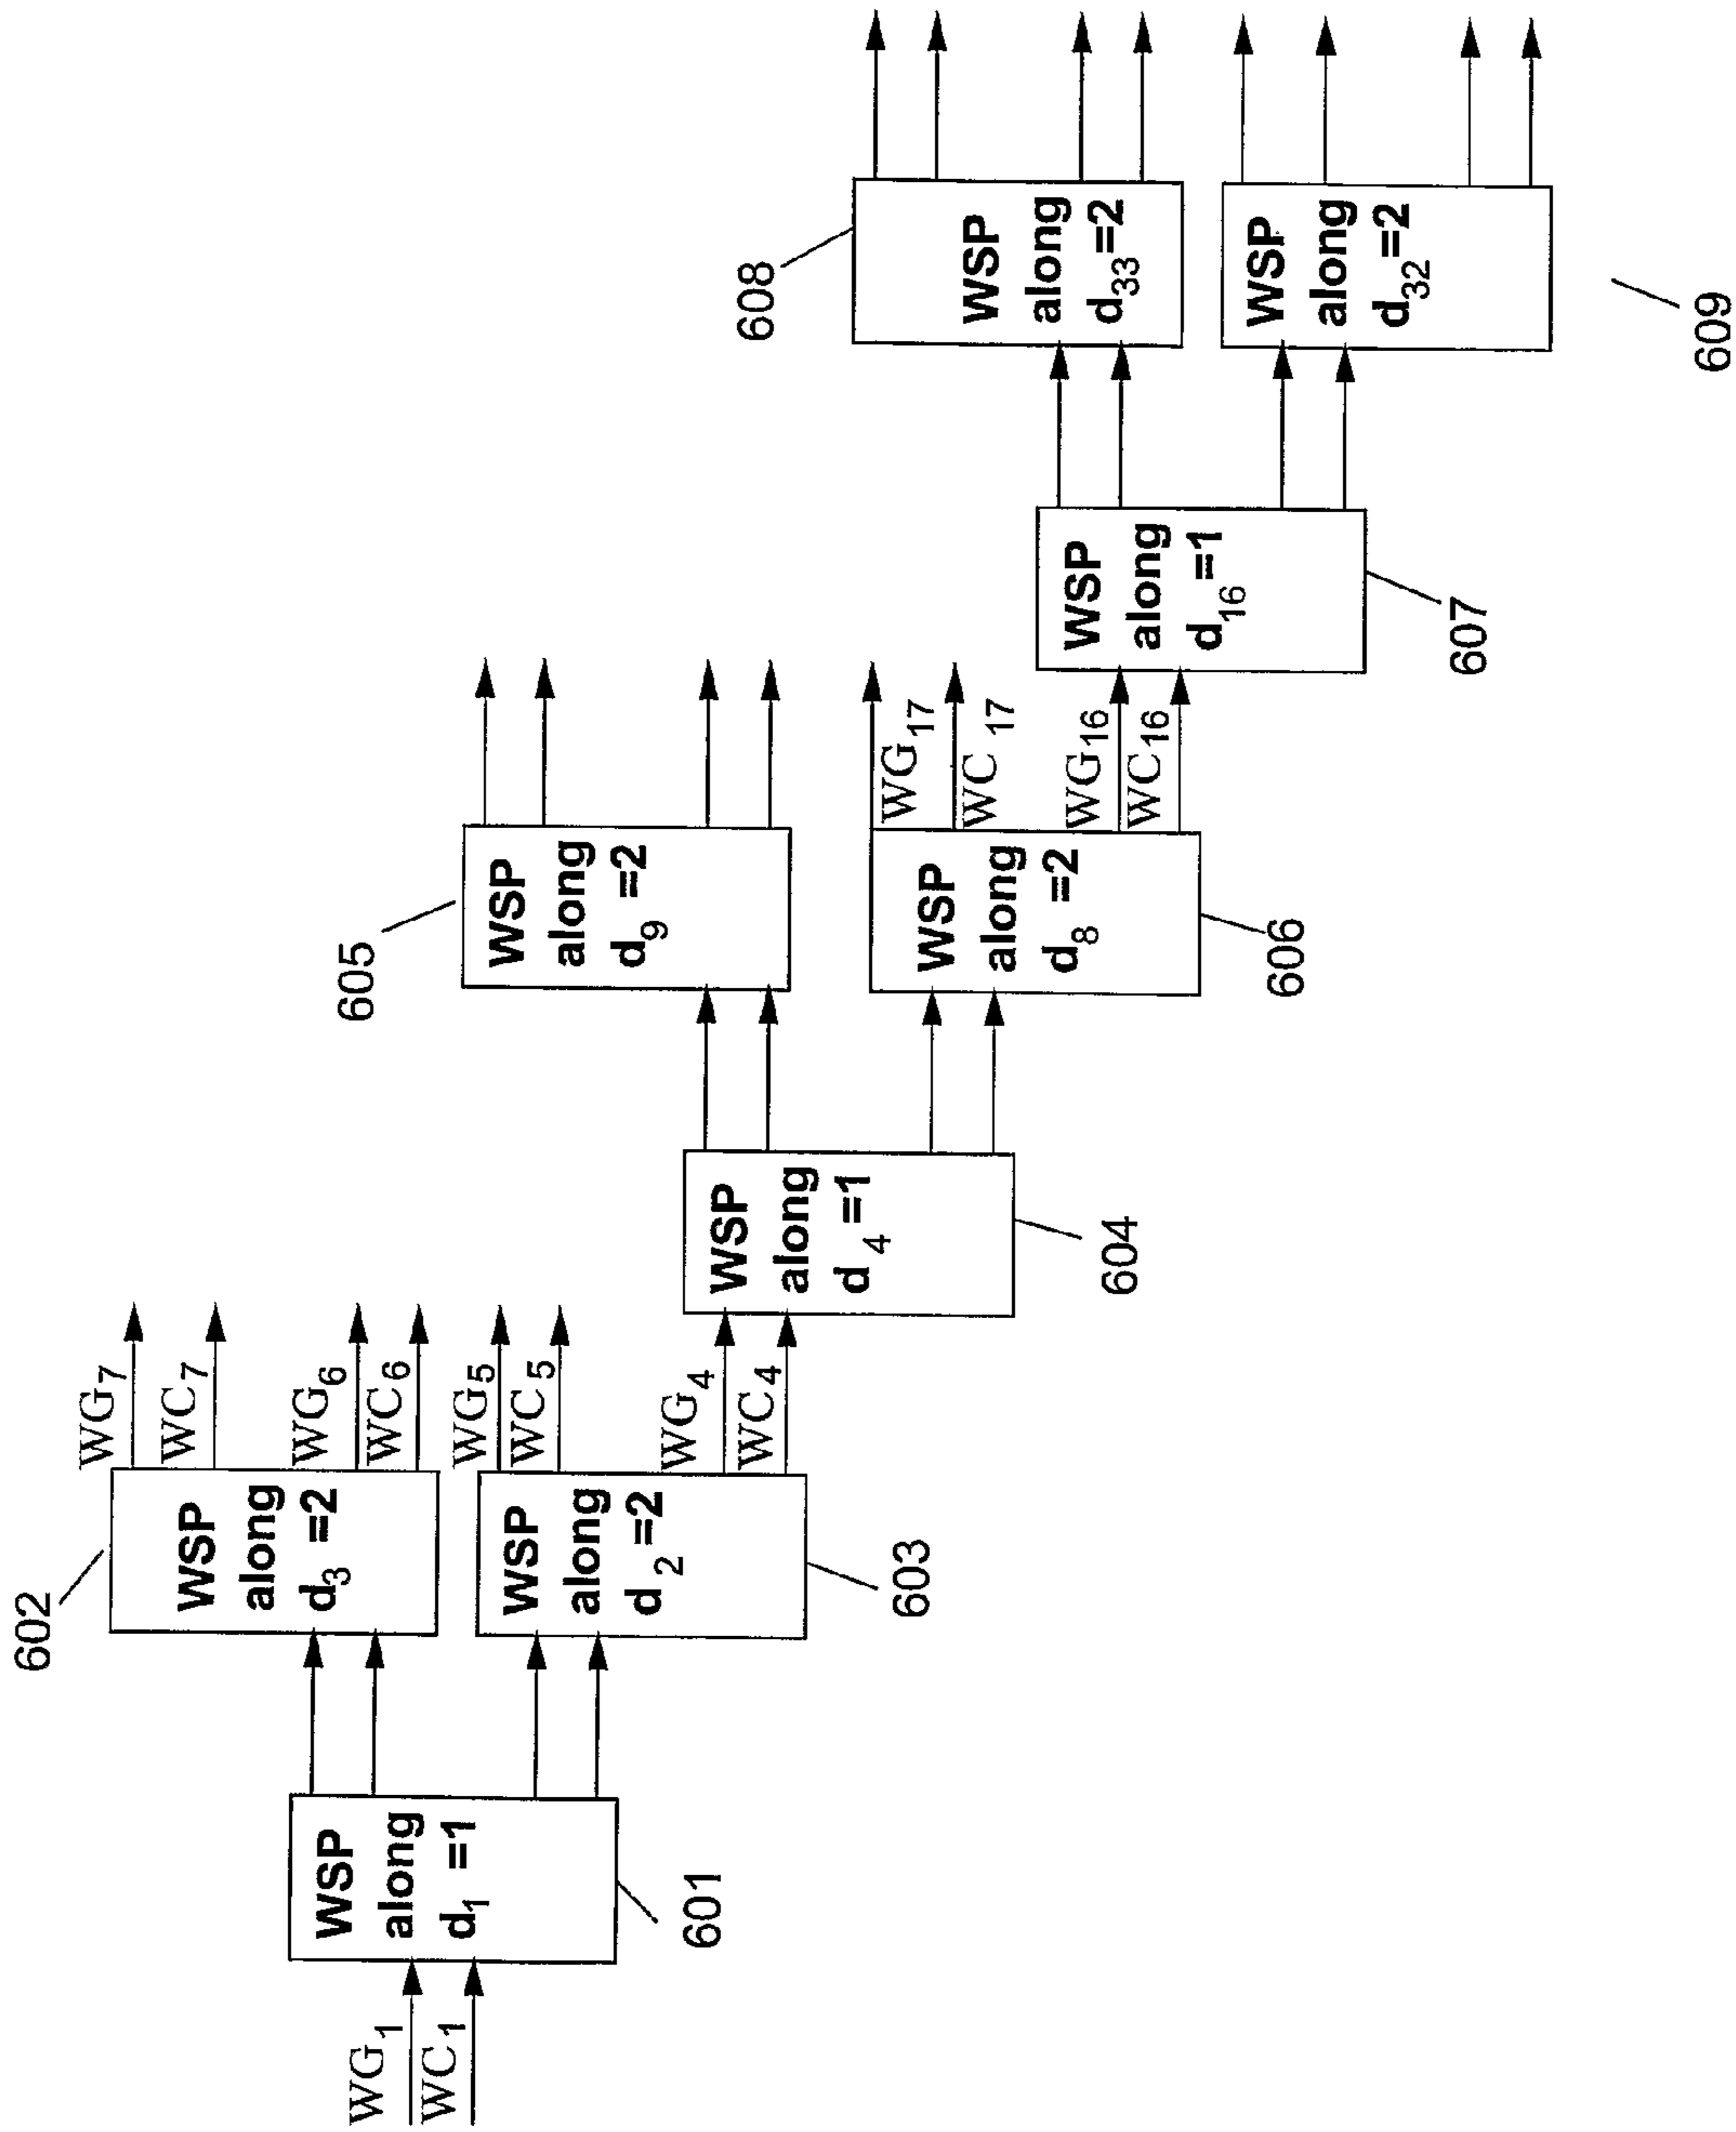 WG1
WC1
WSP
along
d1 =1
601
602
WSP
along
d3 =2
WG7
WC7
WG6
WC6
WSP
along
d2 =2
603
WG5
WC5
WG4
WC4
WSP
along
d4 =1
604
605
WSP
along
d9 =2
WSP
along
d8 =2
606
WG17
WC17
WG16
WC16
WSP
along
d16 =1
607
608
WSP
along
d33 =2
WSP
along
d32 =2
609